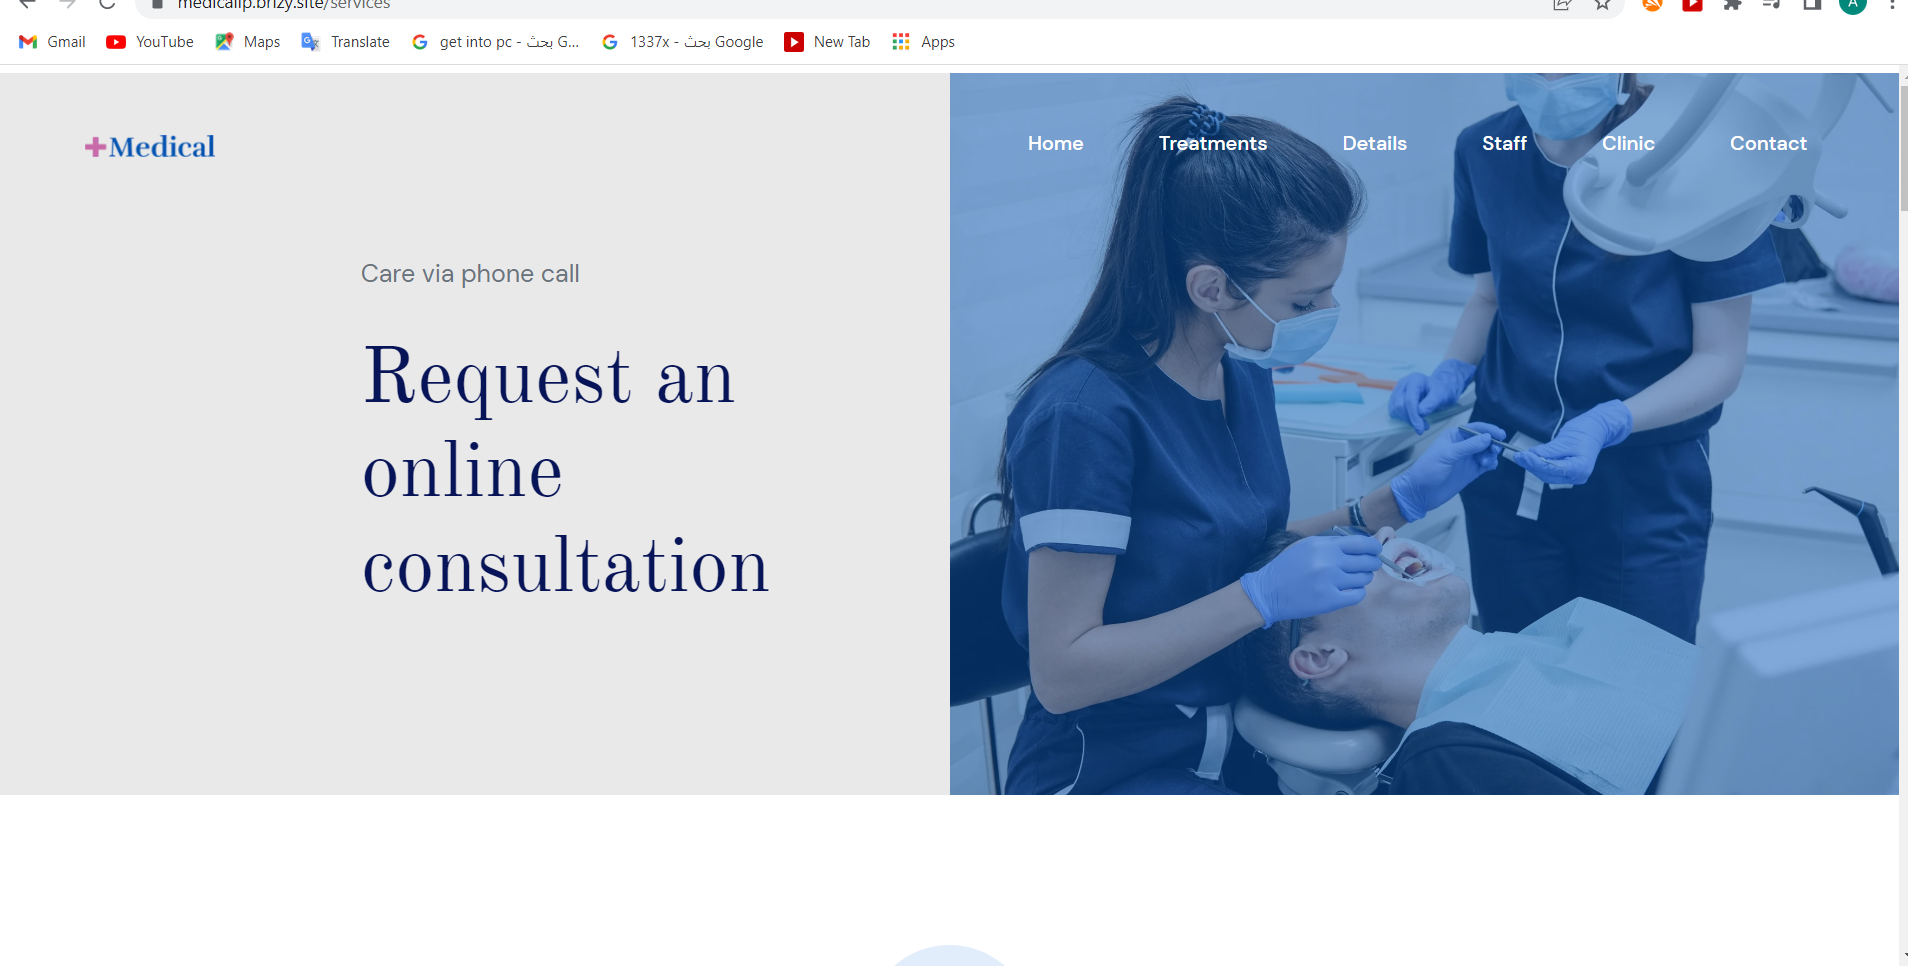 medicalip.brizy.site/services
A
Gmail
YouTube
Maps
Translate
get into pc - بحث G...
1337x - بحث Google
New Tab
Apps
Medical
Home
Treatments
Details
Staff
Clinic
Contact
Care via phone call
Request an
online
consultation